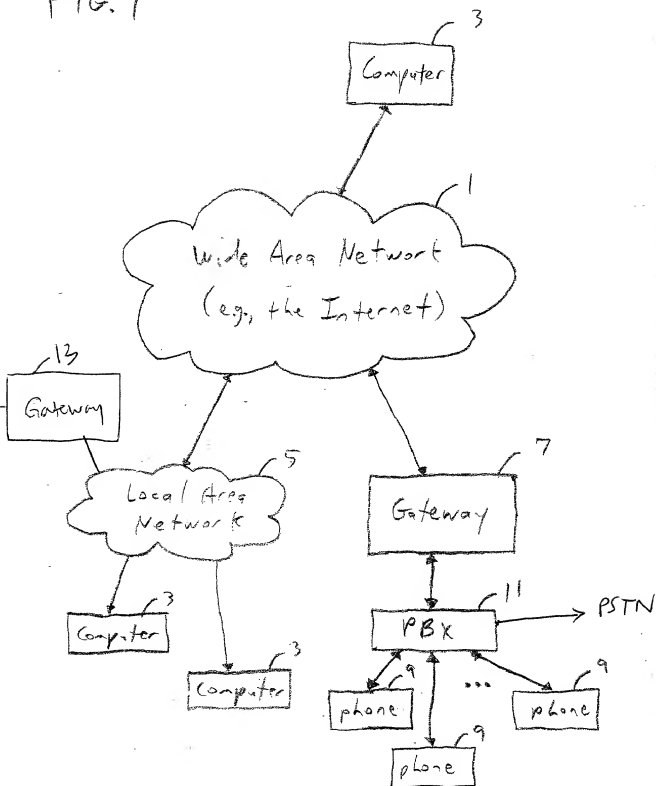 FIG. 1
3
Computer
1
Wide Area Network
(e.g., the Internet)
13
Gateway
5
Local Area
Network
7
Gateway
3
Computer
3
Computer
11
PBX
PSTN
9
phone
9
phone
...
9
phone